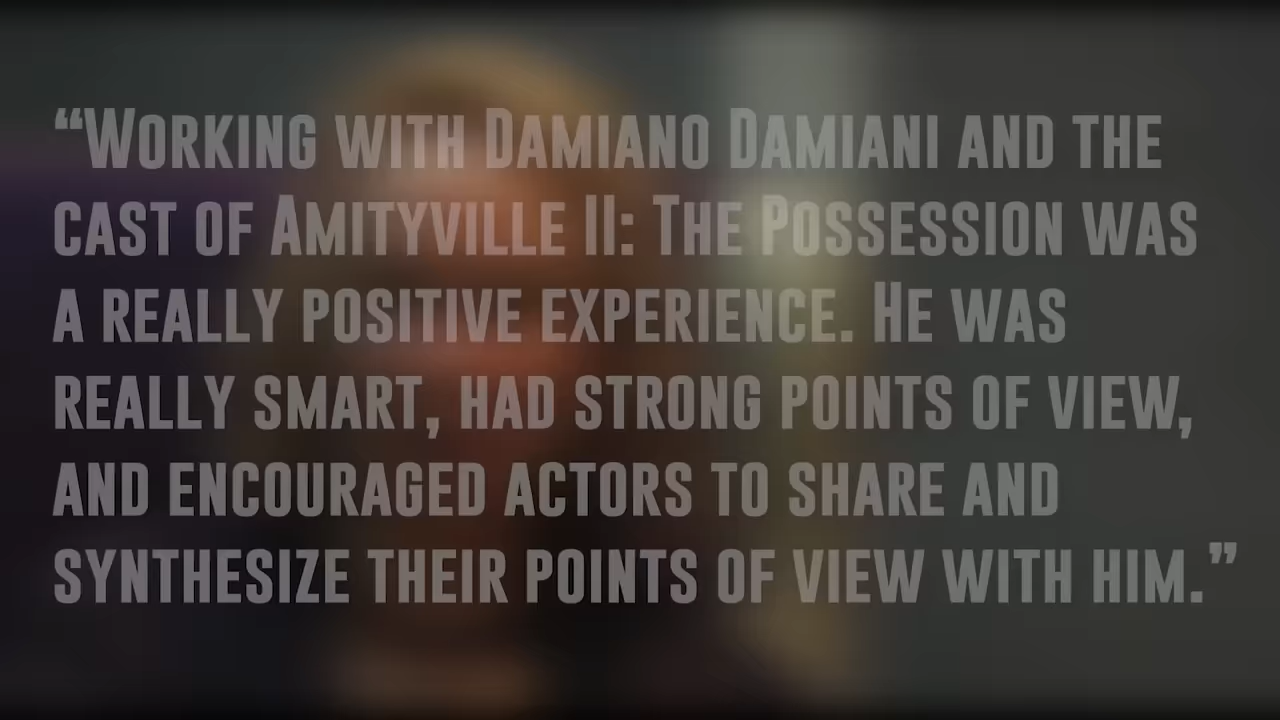 “Working with Damiano Damiani and the
cast of Amityville II: The Possession was
a really positive experience. He was
really smart, had strong points of view,
and encouraged actors to share and
synthesize their points of view with him.”